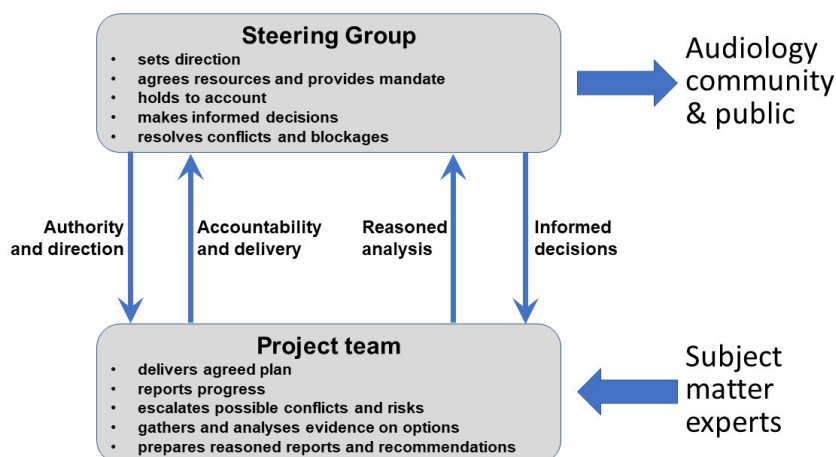 Steering Group
• sets direction
• agrees resources and provides mandate
• holds to account
• makes informed decisions
• resolves conflicts and blockages
Audiology
community
& public
Authority
and direction
Accountability
and delivery
Reasoned
analysis
Informed
decisions
Project team
• delivers agreed plan
• reports progress
• escalates possible conflicts and risks
• gathers and analyses evidence on options
• prepares reasoned reports and recommendations
Subject
matter
experts